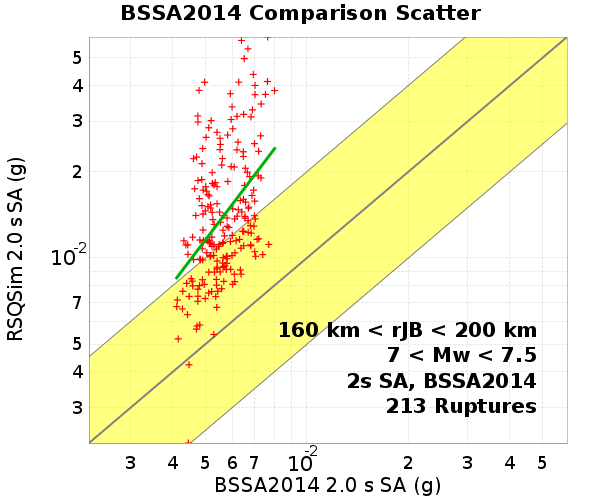 BSSA2014 Comparison Scatter
RSQSim 2.0 s SA (g)
5
4
3
2
10-2
7
5
4
3
160 km < rJB < 200 km
7 < Mw < 7.5
2s SA, BSSA2014
213 Ruptures
3 4 5 6 7 10-2 2 3 4 5
BSSA2014 2.0 s SA (g)